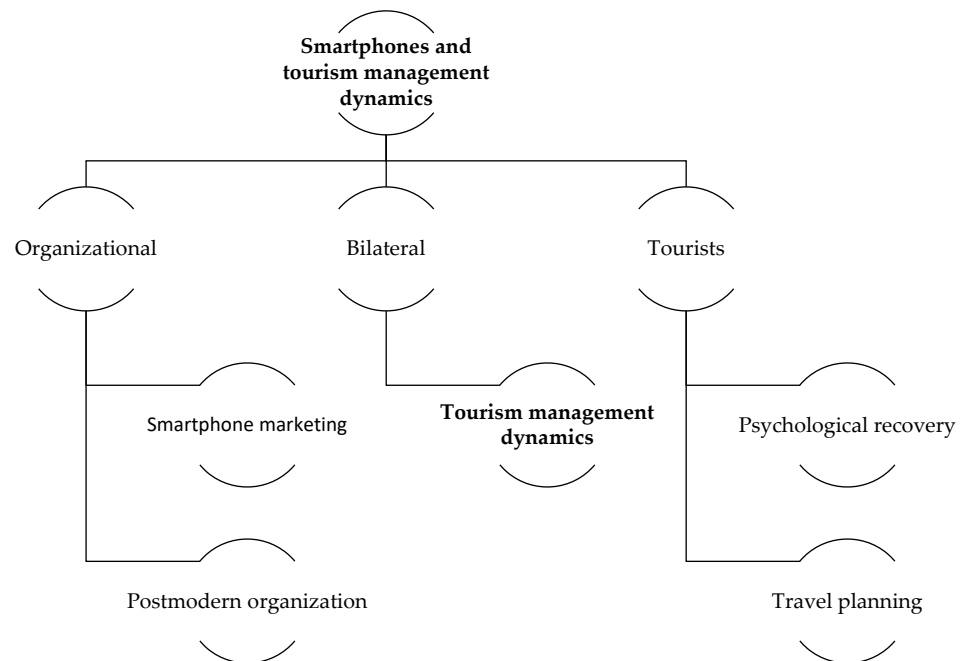 Smartphones and
tourism management
dynamics
Organizational
Bilateral
Tourists
Smartphone marketing
Tourism management
dynamics
Psychological recovery
Postmodern organization
Travel planning